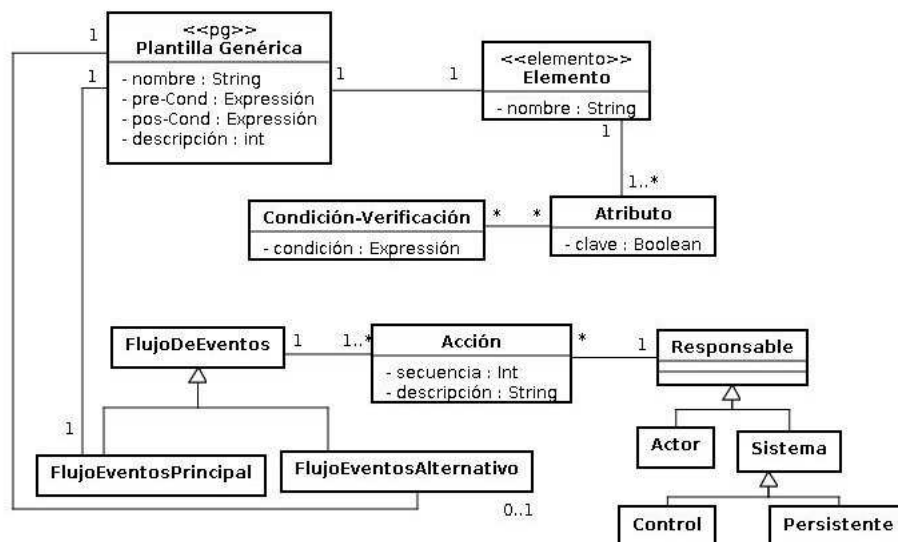 <<pg>>
Plantilla Genérica
- nombre : String
- pre-Cond : Expressión
- pos-Cond : Expressión
- descripción : int
1
1
1
1
<<elemento>>
Elemento
- nombre : String
1
1..*
Condición-Verificación
- condición : Expressión
*
*
Atributo
- clave : Boolean
FlujoDeEventos
1
1..*
Acción
- secuencia : Int
- descripción : String
*
1
Responsable
1
FlujoEventosPrincipal
FlujoEventosAlternativo
0..1
Actor
Sistema
Control
Persistente